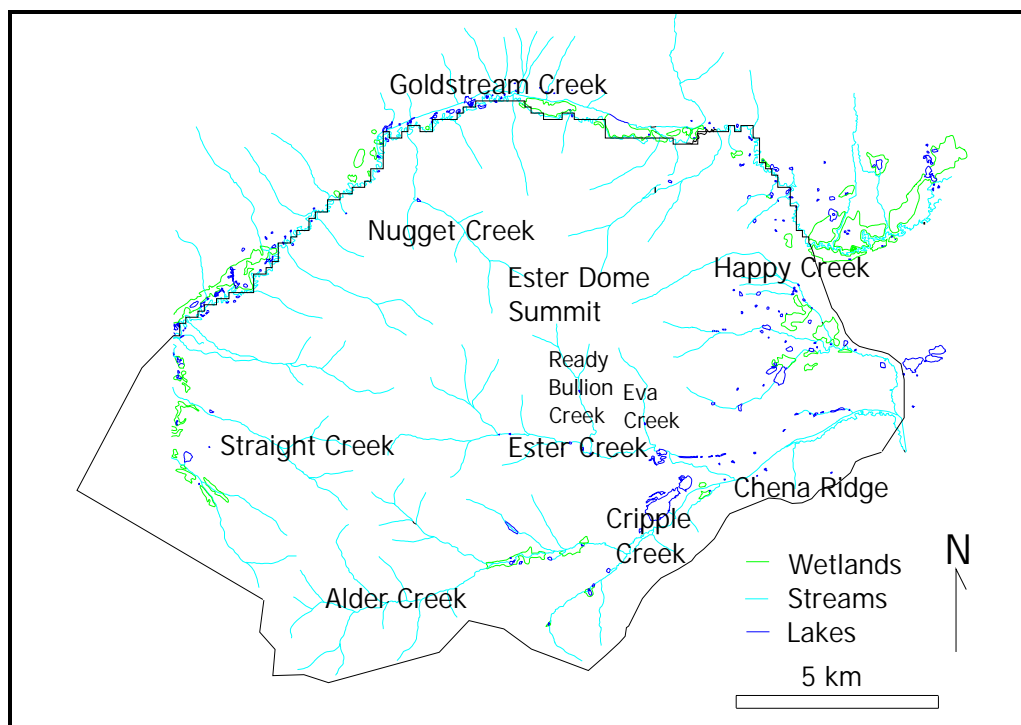 Goldstream Creek
Nugget Creek
Happy Creek
Ester Dome
Summit
Ready
Bullion
Creek
Eva
Creek
Straight Creek
Ester Creek
Chena Ridge
Cripple
Creek
Alder Creek
N
Wetlands
Streams
Lakes
5 km